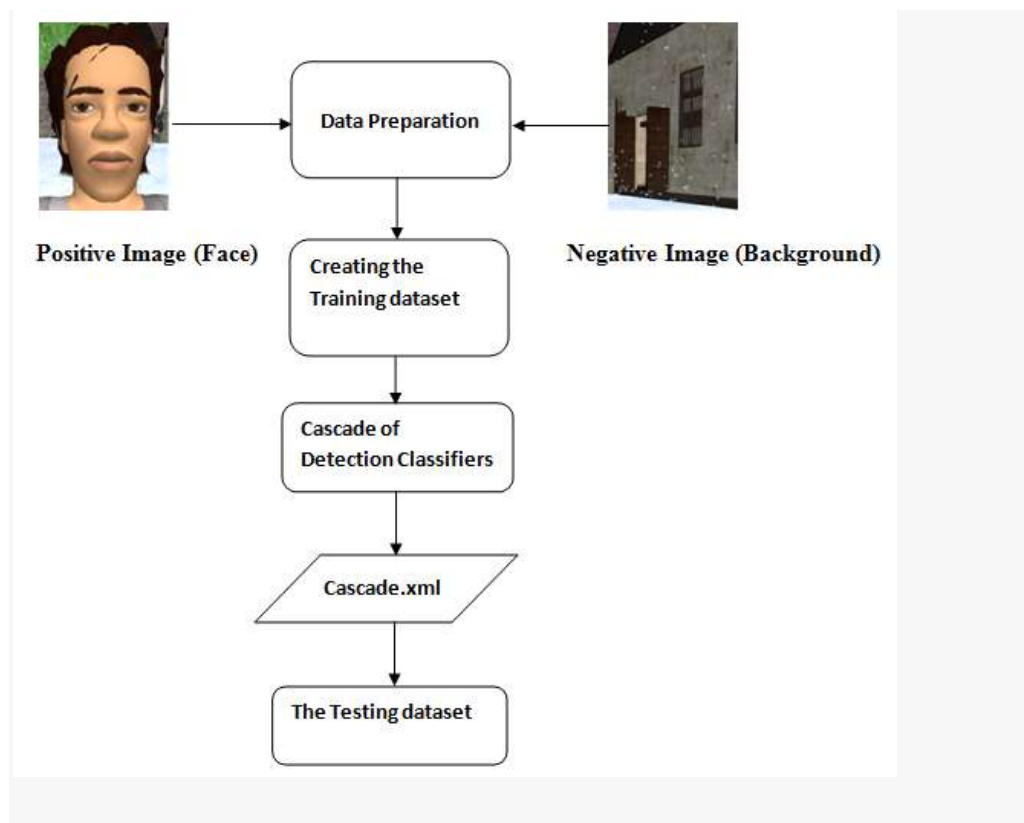 Data Preparation
Positive Image (Face)
Negative Image (Background)
Creating the
Training dataset
Cascade of
Detection Classifiers
Cascade.xml
The Testing dataset